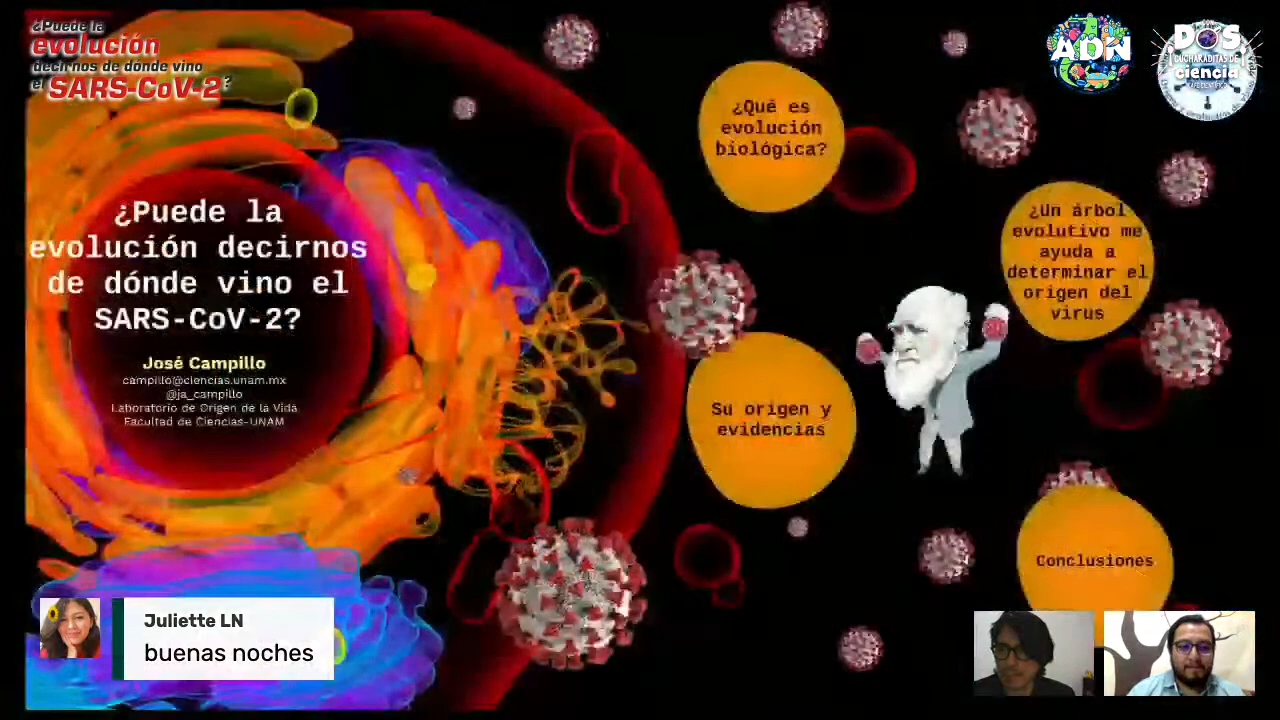 ¿Puede la
evolución
decirnos de dónde vino
el SARS-CoV-2?
ADN
DOS
CUCHARADITAS DE
ciencia
CAFÉ CIENTÍFICO
¿Puede la
evolución decirnos
de dónde vino el
SARS-CoV-2?
José Campillo
campillo@ciencias.unam.mx
@ja_campillo
Laboratorio de Origen de la Vida
Facultad de Ciencias-UNAM
¿Qué es
evolución
biológica?
¿Un árbol
evolutivo me
ayuda a
determinar el
origen del
virus
Su origen y
evidencias
Conclusiones
Juliette LN
buenas noches